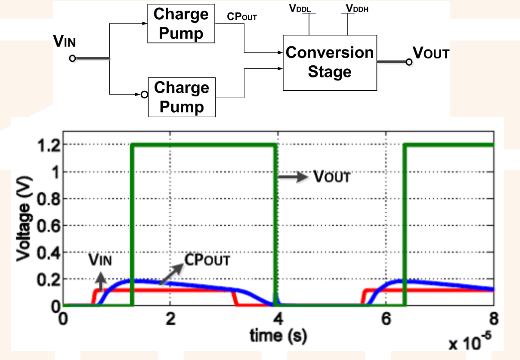 Charge Pump
CPOUT
VDDL
VDDH
VIN
Conversion Stage
VOUT
Charge Pump
1.2
1
0.8
0.6
0.4
0.2
0
Voltage (V)
VOUT
VIN
CPOUT
0
2
4
6
8
time (s)
x 10-5